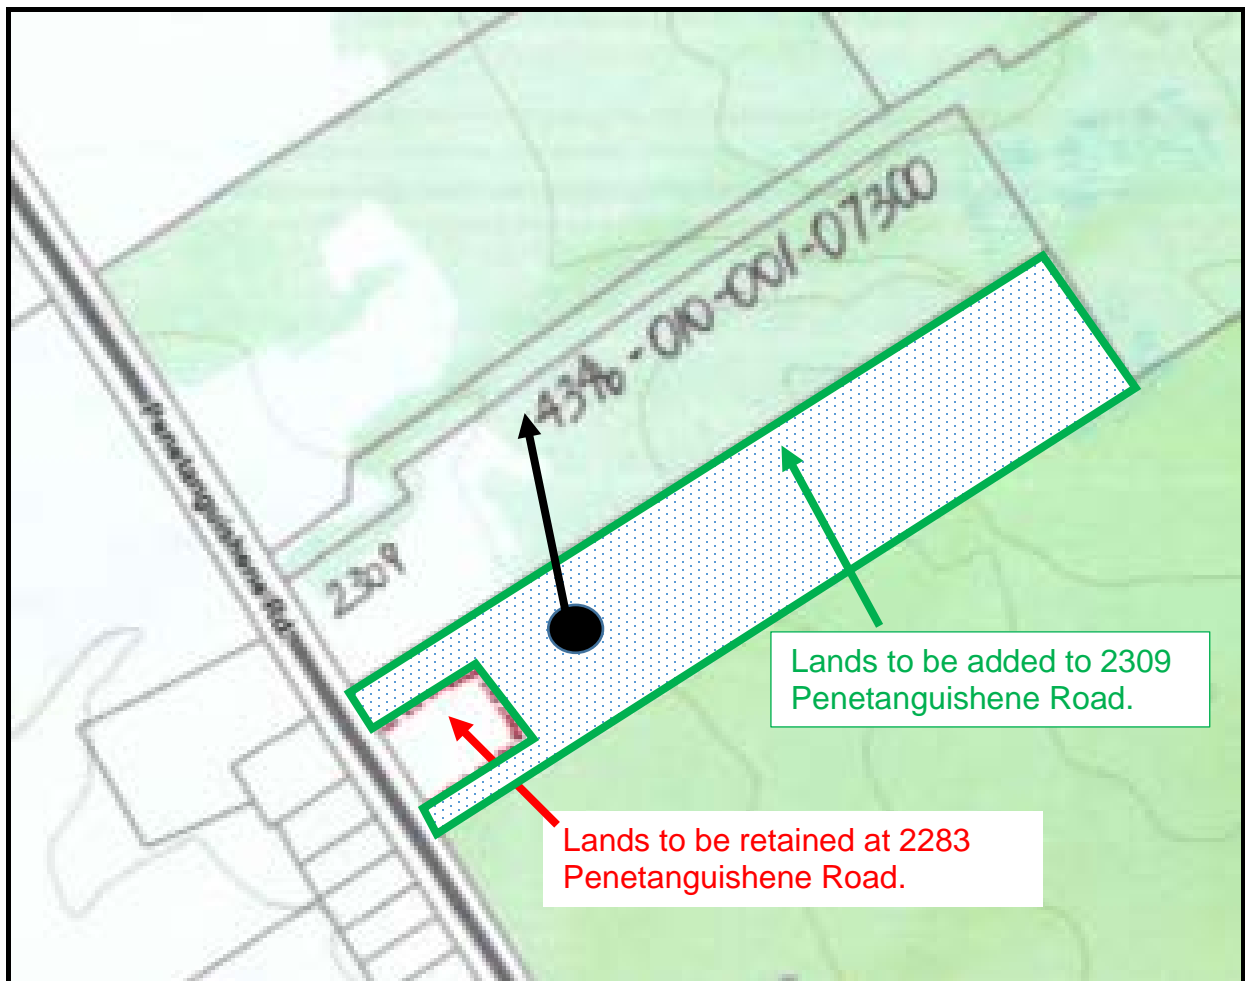 4346-010-001-07300
Penetanguishene Rd
2309
Lands to be added to 2309
Penetanguishene Road.
Lands to be retained at 2283
Penetanguishene Road.